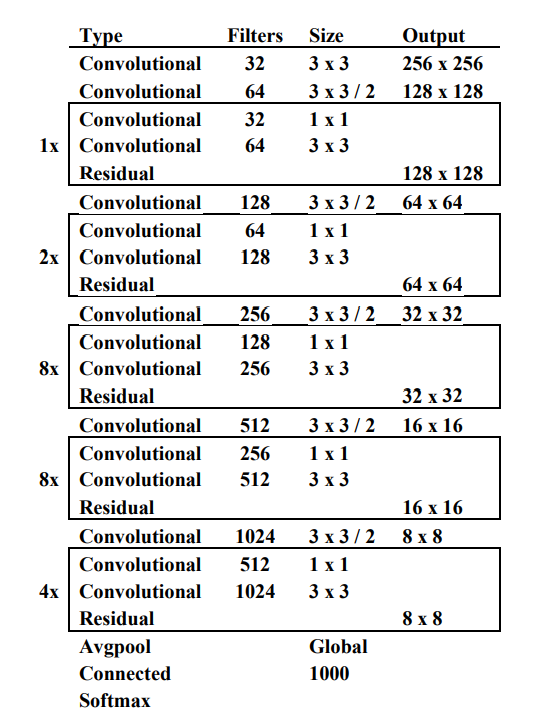 Type Filters Size Output
Convolutional 32 3 x 3 256 x 256
Convolutional 64 3 x 3 / 2 128 x 128
Convolutional 32 1 x 1
1x Convolutional 64 3 x 3
Residual 128 x 128
Convolutional 128 3 x 3 / 2 64 x 64
Convolutional 64 1 x 1
2x Convolutional 128 3 x 3
Residual 64 x 64
Convolutional 256 3 x 3 / 2 32 x 32
Convolutional 128 1 x 1
8x Convolutional 256 3 x 3
Residual 32 x 32
Convolutional 512 3 x 3 / 2 16 x 16
Convolutional 256 1 x 1
8x Convolutional 512 3 x 3
Residual 16 x 16
Convolutional 1024 3 x 3 / 2 8 x 8
Convolutional 512 1 x 1
4x Convolutional 1024 3 x 3
Residual 8 x 8
Avgpool Global
Connected 1000
Softmax